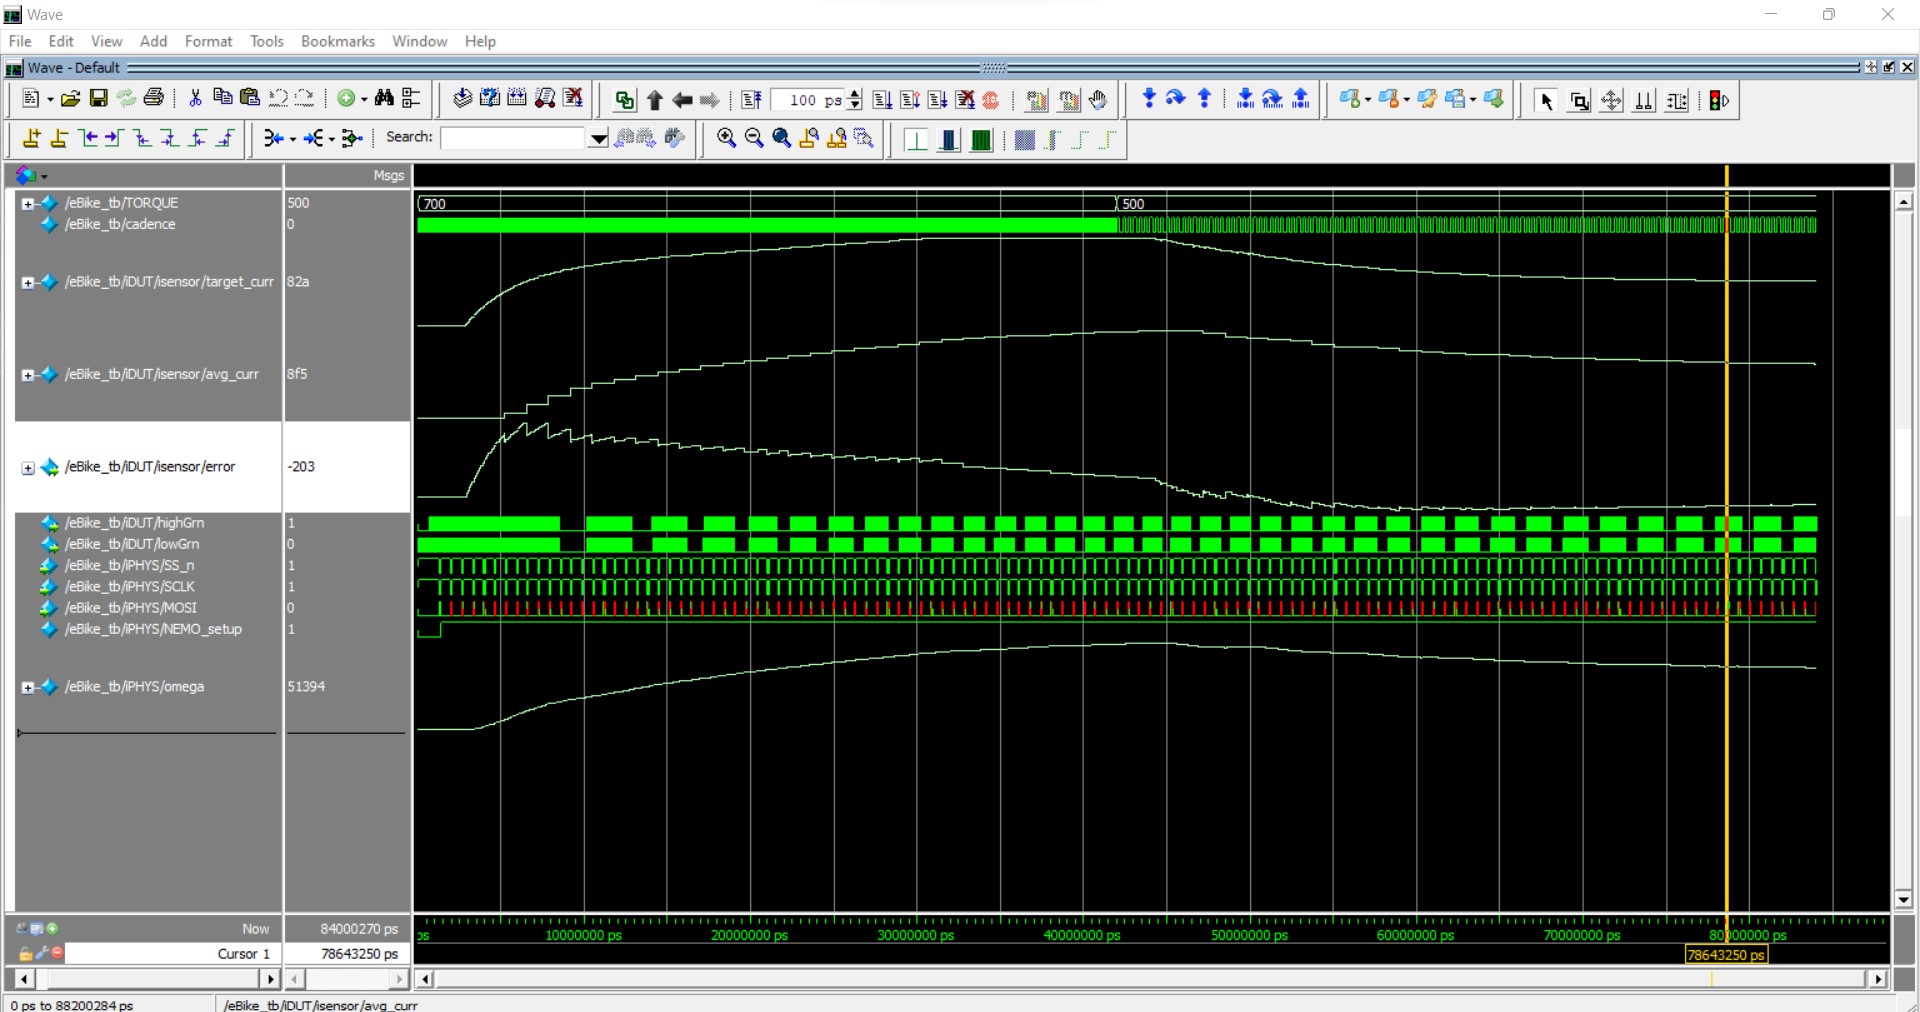 Wave
File Edit View Add Format Tools Bookmarks Window Help
Wave - Default
100 ps
Search:
Msgs
/eBike_tb/TORQUE 500 700 500
/eBike_tb/cadence 0
/eBike_tb/iDUT/isensor/target_curr 82a
/eBike_tb/iDUT/isensor/avg_curr 8f5
/eBike_tb/iDUT/isensor/error -203
/eBike_tb/iDUT/highGrn 1
/eBike_tb/iDUT/lowGrn 0
/eBike_tb/iPHYS/SS_n 1
/eBike_tb/iPHYS/SCLK 1
/eBike_tb/iPHYS/MOSI 0
/eBike_tb/iPHYS/NEMO_setup 1
/eBike_tb/iPHYS/omega 51394
Now 84000270 ps
ps 10000000 ps 20000000 ps 30000000 ps 40000000 ps 50000000 ps 60000000 ps 70000000 ps 80000000 ps
Cursor 1 78643250 ps 78643250 ps
0 ps to 88200284 ps /eBike_tb/iDUT/isensor/avg_curr